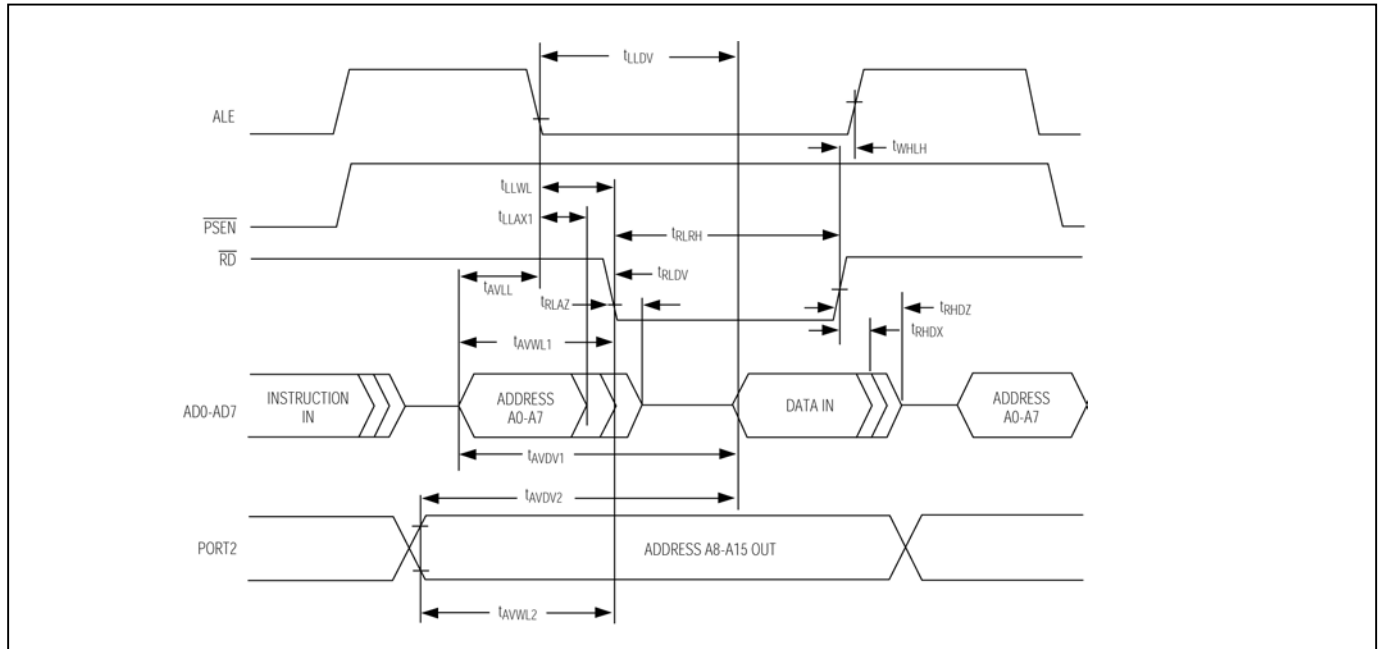 tLLDV
ALE
tWHLH
tLLWL
tLLAX1
PSEN
tRLRH
RD
tRLDV
tAVLL
tRLAZ
tRHDZ
tRHDX
tAVWL1
AD0-AD7
INSTRUCTION
IN
ADDRESS
A0-A7
DATA IN
ADDRESS
A0-A7
tAVDV1
tAVDV2
PORT2
ADDRESS A8-A15 OUT
tAVWL2